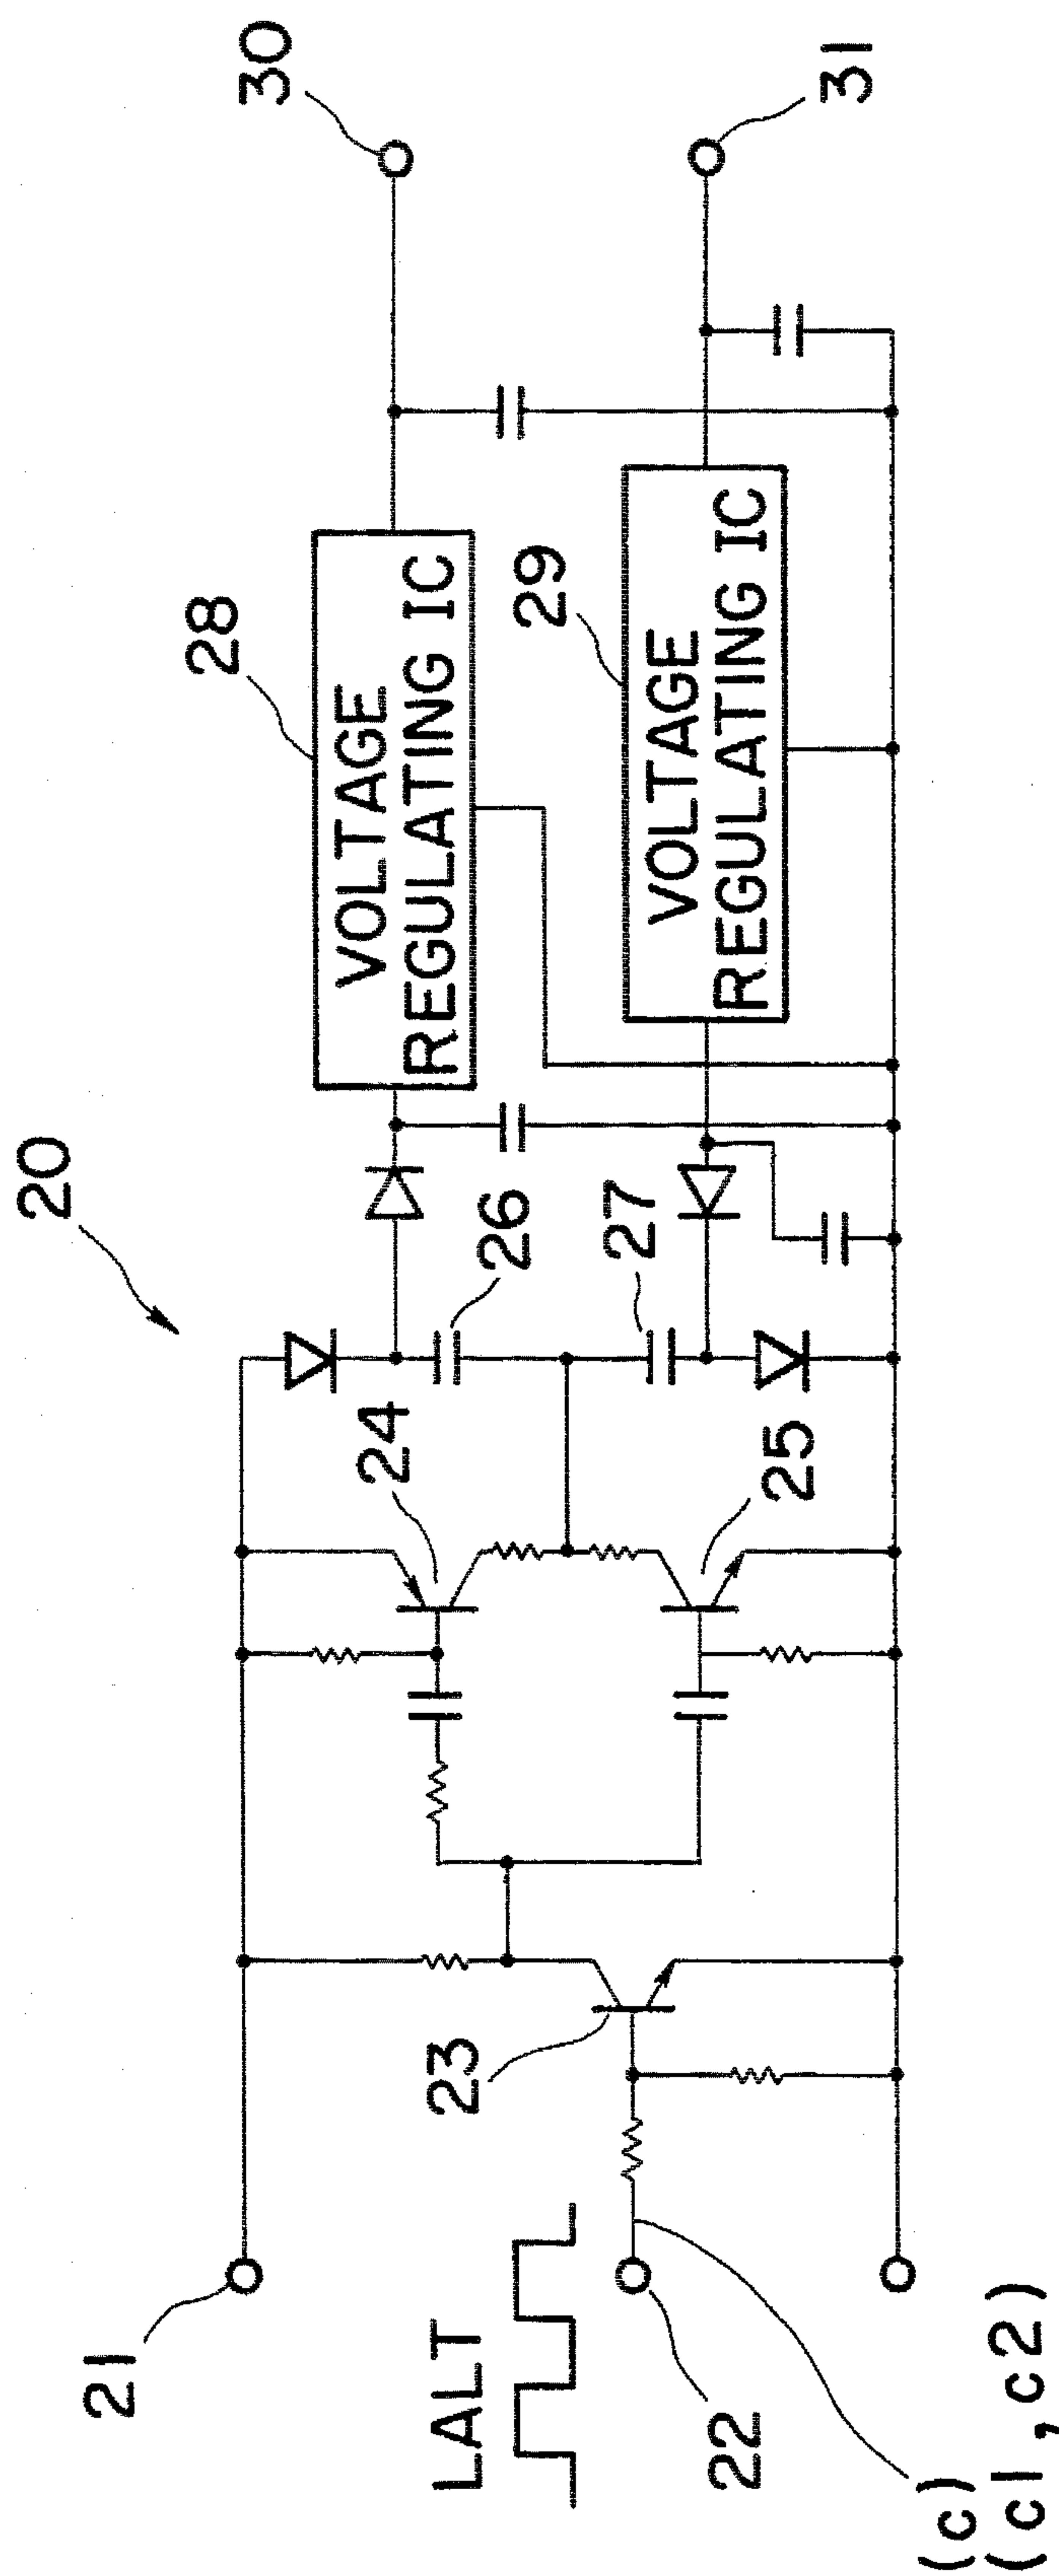 20
21
LALT
22
(c)
(c1, c2)
23
24
25
26
27
28
VOLTAGE
REGULATING IC
29
VOLTAGE
REGULATING IC
30
31